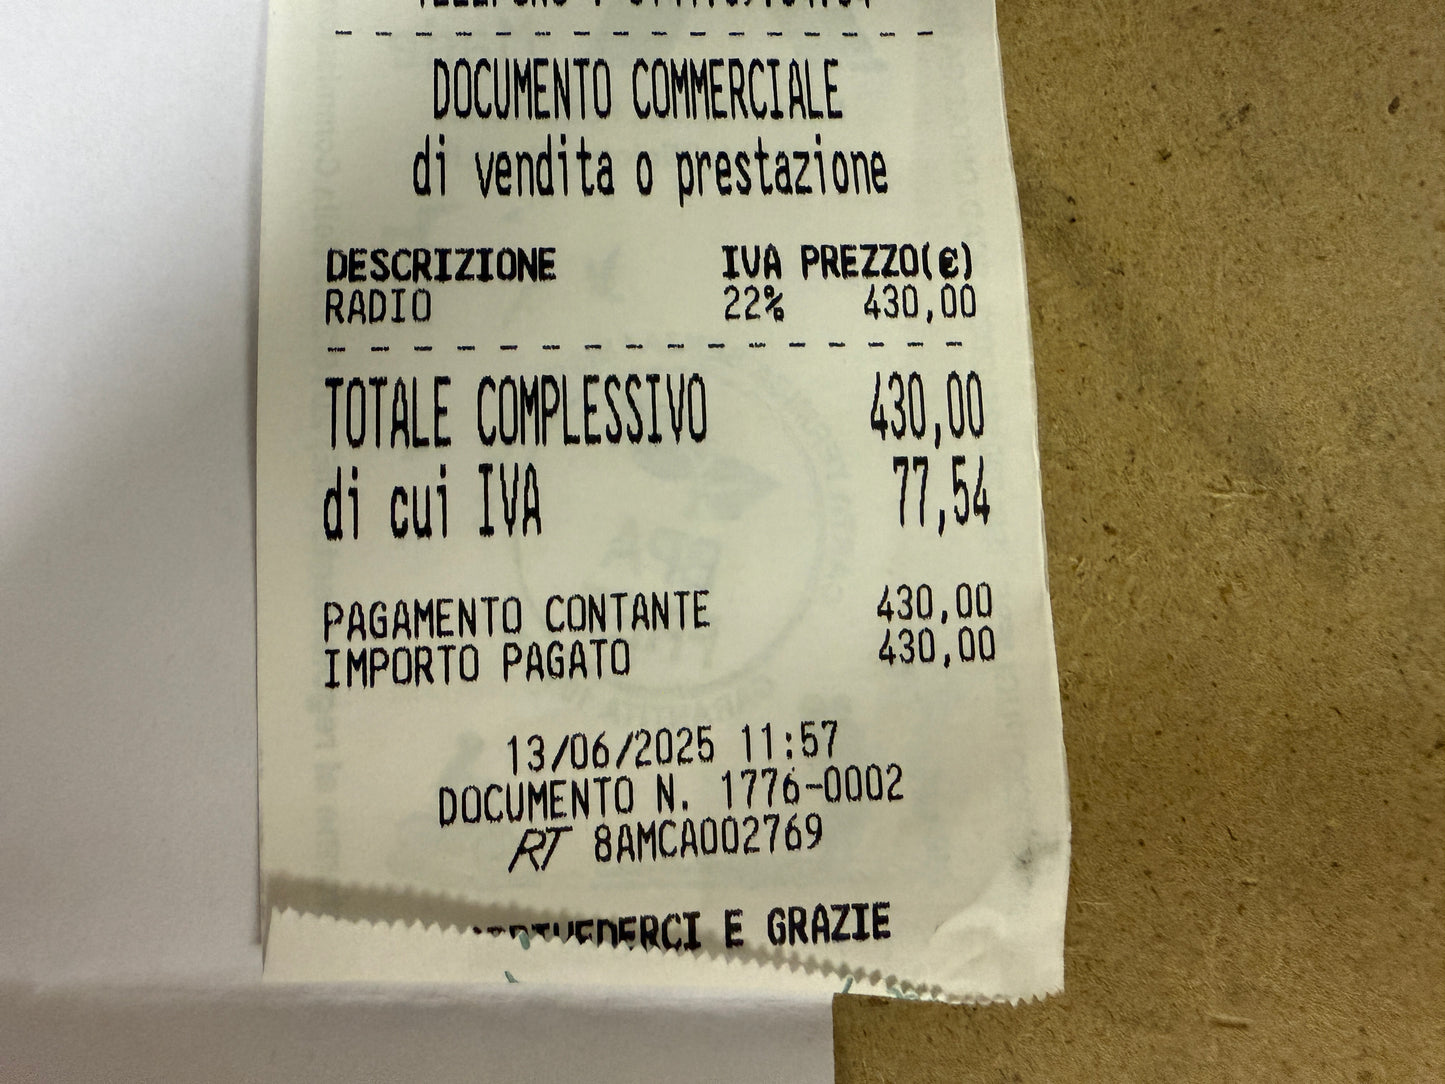 DOCUMENTO COMMERCIALE
di vendita o prestazione
DESCRIZIONE IVA PREZZO(€)
RADIO 22% 430,00
TOTALE COMPLESSIVO 430,00
di cui IVA 77,54
PAGAMENTO CONTANTE 430,00
IMPORTO PAGATO 430,00
13/06/2025 11:57
DOCUMENTO N. 1776-0002
RT 8AMCA002769
ARRIVEDERCI E GRAZIE